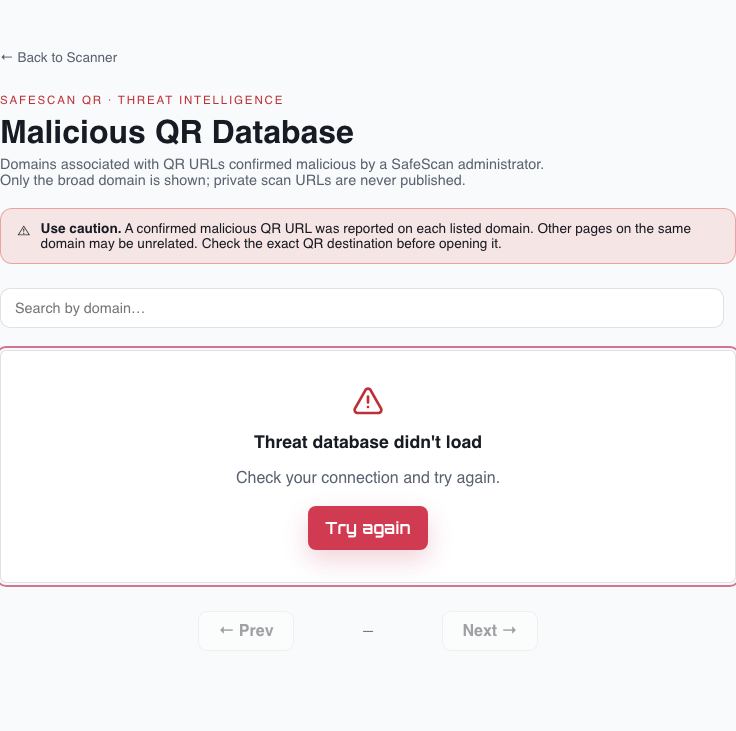 ← Back to Scanner
SAFESCAN QR · THREAT INTELLIGENCE
Malicious QR Database
Domains associated with QR URLs confirmed malicious by a SafeScan administrator.
Only the broad domain is shown; private scan URLs are never published.
⚠ Use caution. A confirmed malicious QR URL was reported on each listed domain. Other pages on the same
domain may be unrelated. Check the exact QR destination before opening it.
Search by domain...
Threat database didn't load
Check your connection and try again.
Try again
← Prev — Next →